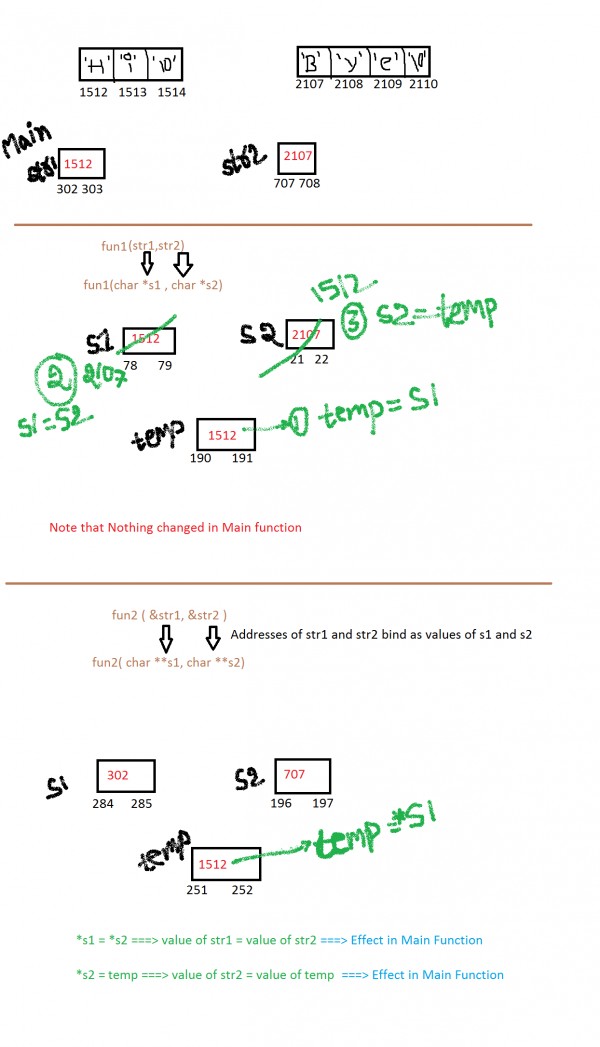 'H' 'i' '\0'
1512 1513 1514
'B' 'y' 'e' '\0'
2107 2108 2109 2110
Main
str1 1512
302 303
str2 2107
707 708
fun1(str1,str2)
fun1(char *s1 , char *s2)
s1 1512
78 79
2 2107
s1=s2
1512
s2 2107
21 22
3 s2=temp
temp 1512
190 191
1 temp=s1
Note that Nothing changed in Main function
fun2 ( &str1, &str2 )
Addresses of str1 and str2 bind as values of s1 and s2
fun2( char **s1, char **s2)
s1 302
284 285
s2 707
196 197
temp 1512
251 252
temp=*s1
*s1 = *s2 ===> value of str1 = value of str2 ===> Effect in Main Function
*s2 = temp ===> value of str2 = value of temp ===> Effect in Main Function